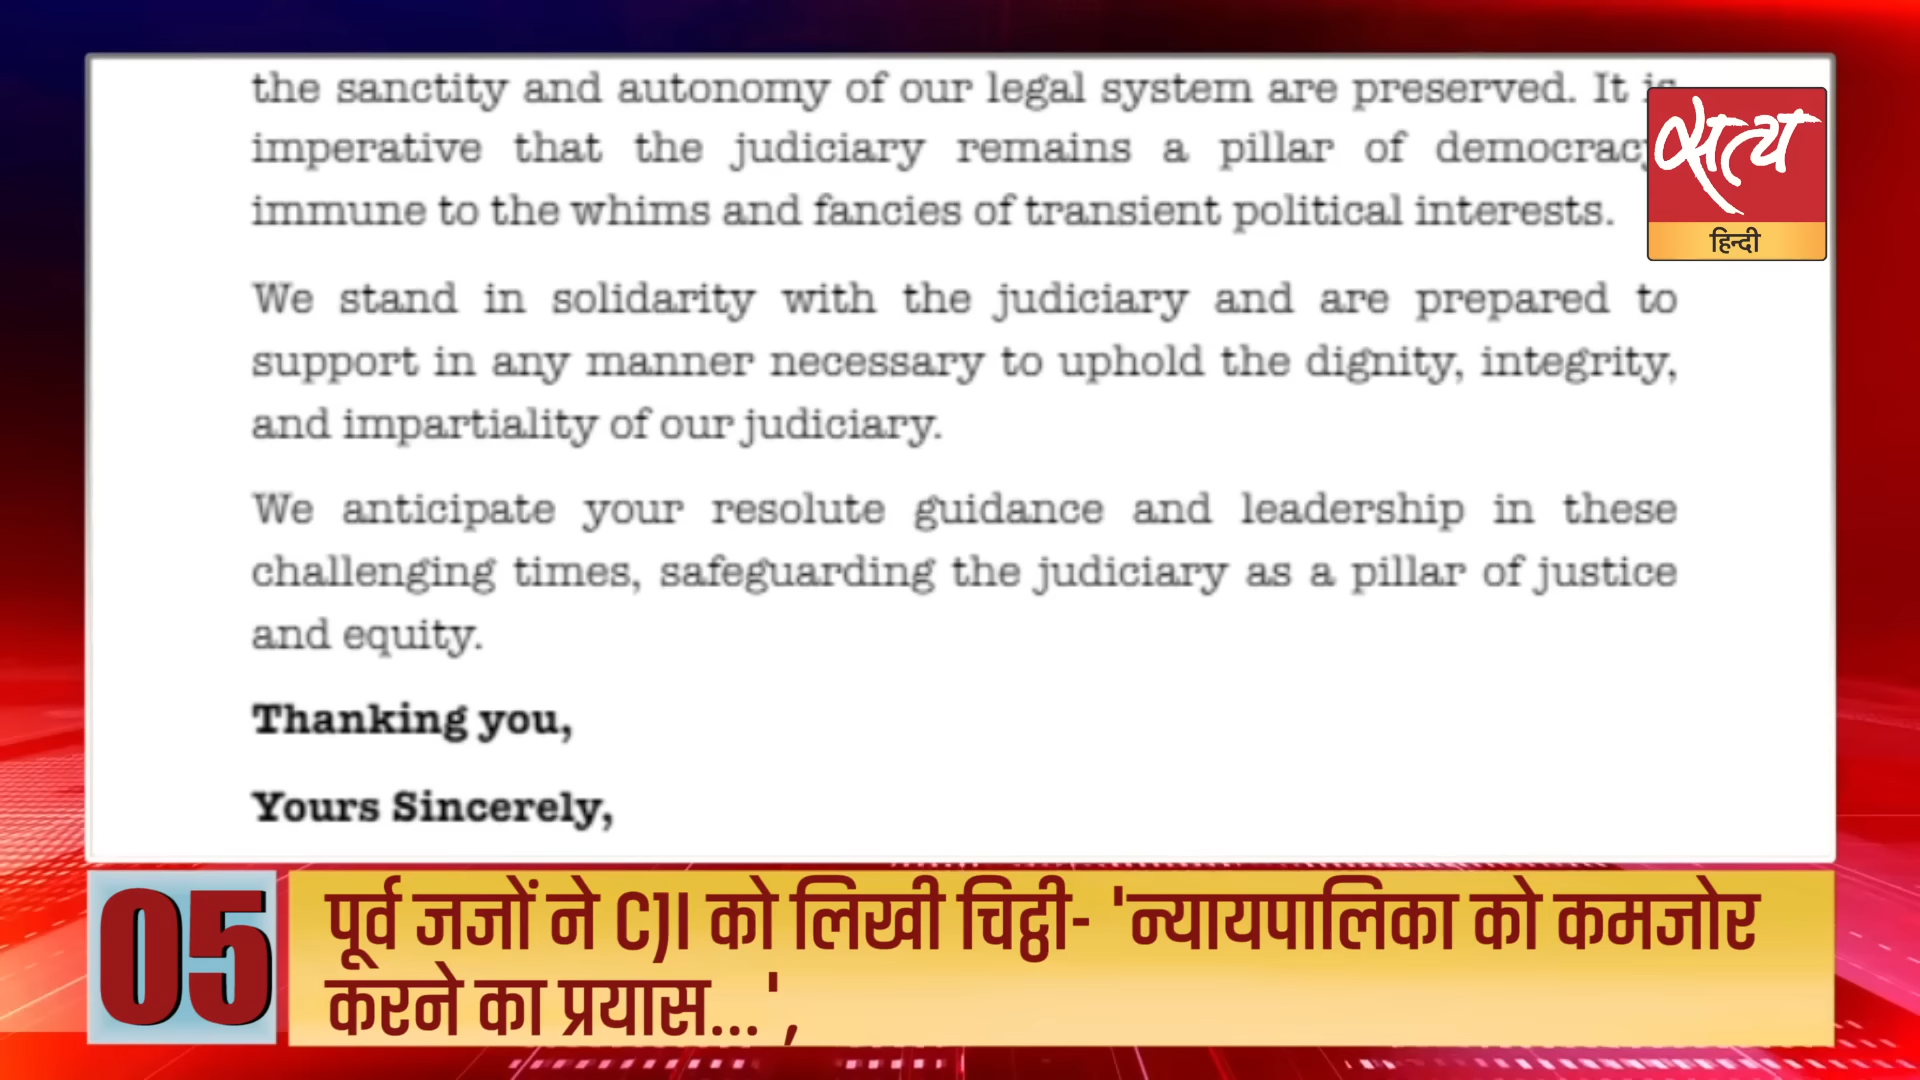 the sanctity and autonomy of our legal system are preserved. It is
imperative that the judiciary remains a pillar of democracy
immune to the whims and fancies of transient political interests.
We stand in solidarity with the judiciary and are prepared to
support in any manner necessary to uphold the dignity, integrity,
and impartiality of our judiciary.
We anticipate your resolute guidance and leadership in these
challenging times, safeguarding the judiciary as a pillar of justice
and equity.
Thanking you,
Yours Sincerely,
सत्य
हिन्दी
05
पूर्व जजों ने CJI को लिखी चिट्ठी- 'न्यायपालिका को कमजोर
करने का प्रयास...',